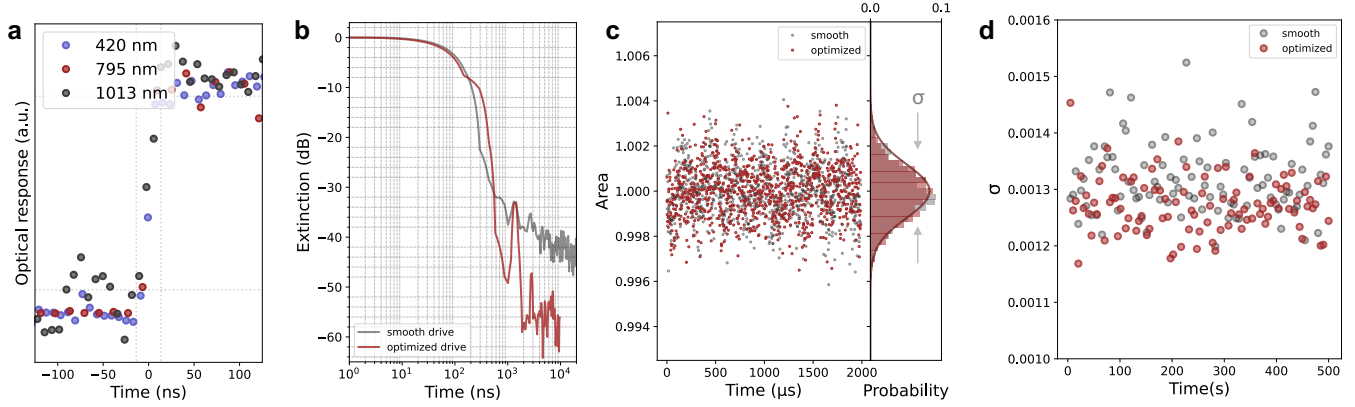 a
420 nm
795 nm
1013 nm
Optical response (a.u.)
−100
−50
0
50
100
Time (ns)
b
0
−10
−20
−30
−40
−50
−60
Extinction (dB)
smooth drive
optimized drive
10^0
10^1
10^2
10^3
10^4
Time (ns)
c
0.0
0.1
smooth
optimized
1.006
1.004
1.002
1.000
0.998
0.996
0.994
Area
σ
0
500
1000
1500
2000
Time (μs)
Probability
d
smooth
optimized
0.0016
0.0015
0.0014
0.0013
0.0012
0.0011
0.0010
σ
0
100
200
300
400
500
Time(s)